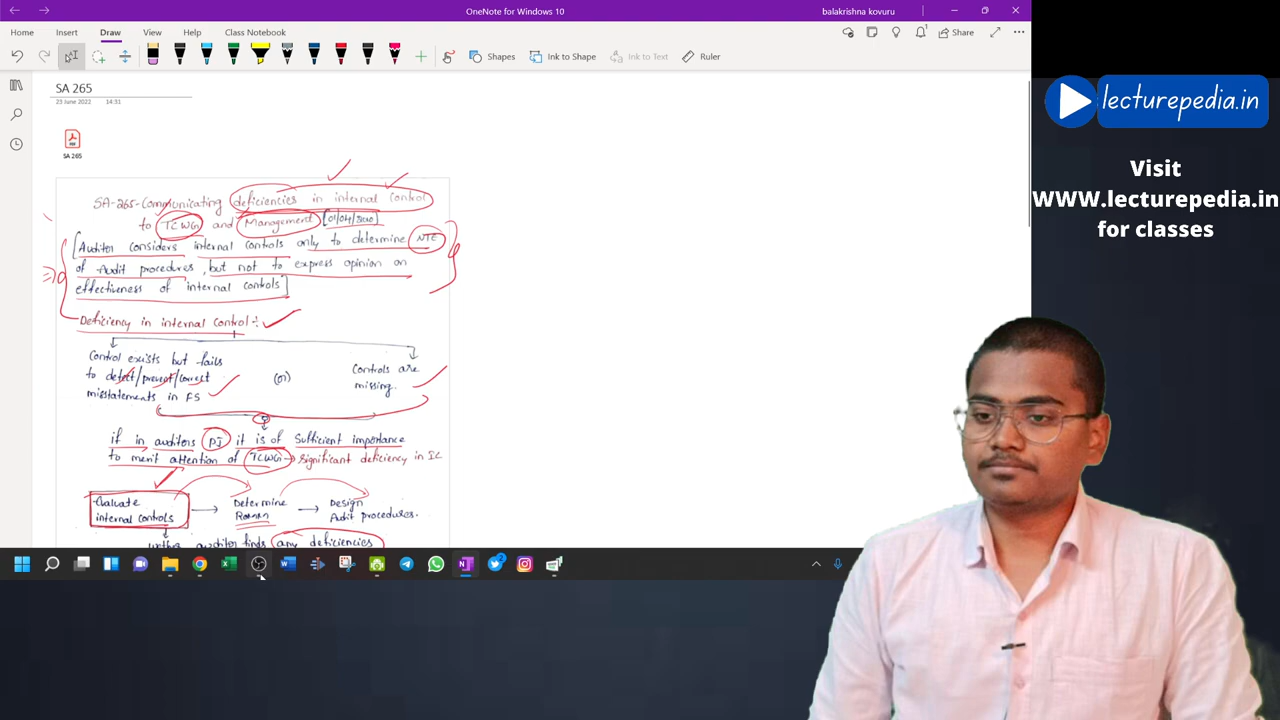 OneNote for Windows 10
balakrishna kovuru
Home Insert Draw View Help Class Notebook
Share
Shapes Ink to Shape Ink to Text Ruler
SA 265
23 June 2022 14:31
SA 265
SA-265-Communicating deficiencies in internal control
to TCWG and Management [01/04/2010]
[Auditor considers internal controls only to determine NTE
of Audit procedures, but not to express opinion on
effectiveness of internal controls]
Deficiency in internal control:-
Control exists but fails
to detect/prevent/correct
misstatements in FS
(or)
Controls are
missing.
if in auditors PJ it is of sufficient importance
to merit attention of TCWG → significant deficiency in IC
Evaluate
internal controls → Determine
ROMM → Design
Audit procedures.
auditor finds any deficiencies
lecturepedia.in
Visit
WWW.lecturepedia.in
for classes